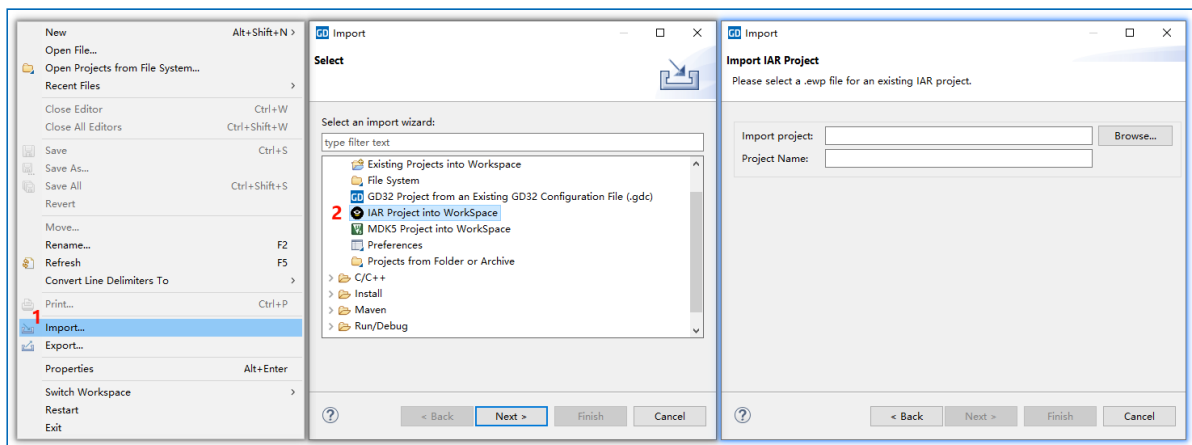 New Alt+Shift+N >
Open File...
Open Projects from File System...
Recent Files >
Close Editor Ctrl+W
Close All Editors Ctrl+Shift+W
Save Ctrl+S
Save As...
Save All Ctrl+Shift+S
Revert
Move...
Rename... F2
Refresh F5
Convert Line Delimiters To >
Print... Ctrl+P
1
Import...
Export...
Properties Alt+Enter
Switch Workspace >
Restart
Exit
GD Import
Select
Select an import wizard:
type filter text
Existing Projects into Workspace
File System
GD GD32 Project from an Existing GD32 Configuration File (.gdc)
2 IAR Project into WorkSpace
MDK5 Project into WorkSpace
Preferences
Projects from Folder or Archive
> C/C++
> Install
> Maven
> Run/Debug
? < Back Next > Finish Cancel
GD Import
Import IAR Project
Please select a .ewp file for an existing IAR project.
Import project: Browse...
Project Name:
? < Back Next > Finish Cancel